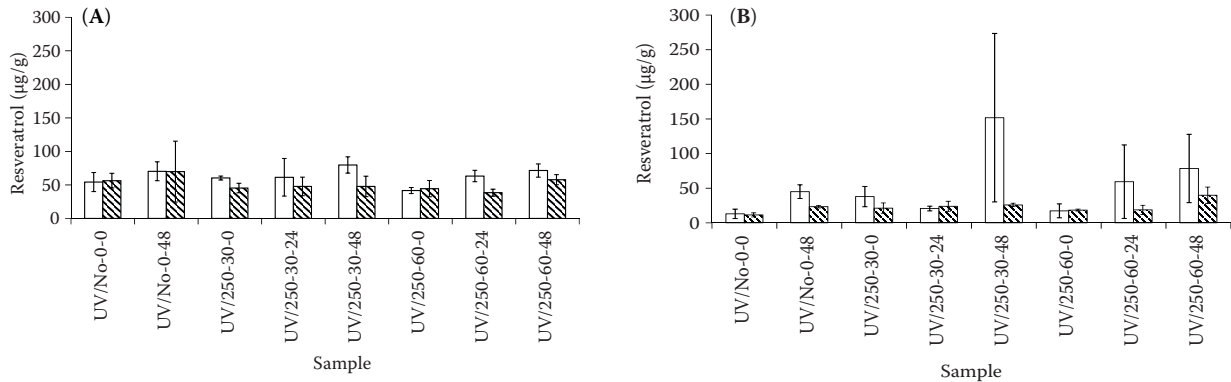 (A)
Resveratrol (µg/g)
300
250
200
150
100
50
0
UV/No-0-0
UV/No-0-48
UV/250-30-0
UV/250-30-24
UV/250-30-48
UV/250-60-0
UV/250-60-24
UV/250-60-48
Sample
(B)
Resveratrol (µg/g)
300
250
200
150
100
50
0
UV/No-0-0
UV/No-0-48
UV/250-30-0
UV/250-30-24
UV/250-30-48
UV/250-60-0
UV/250-60-24
UV/250-60-48
Sample